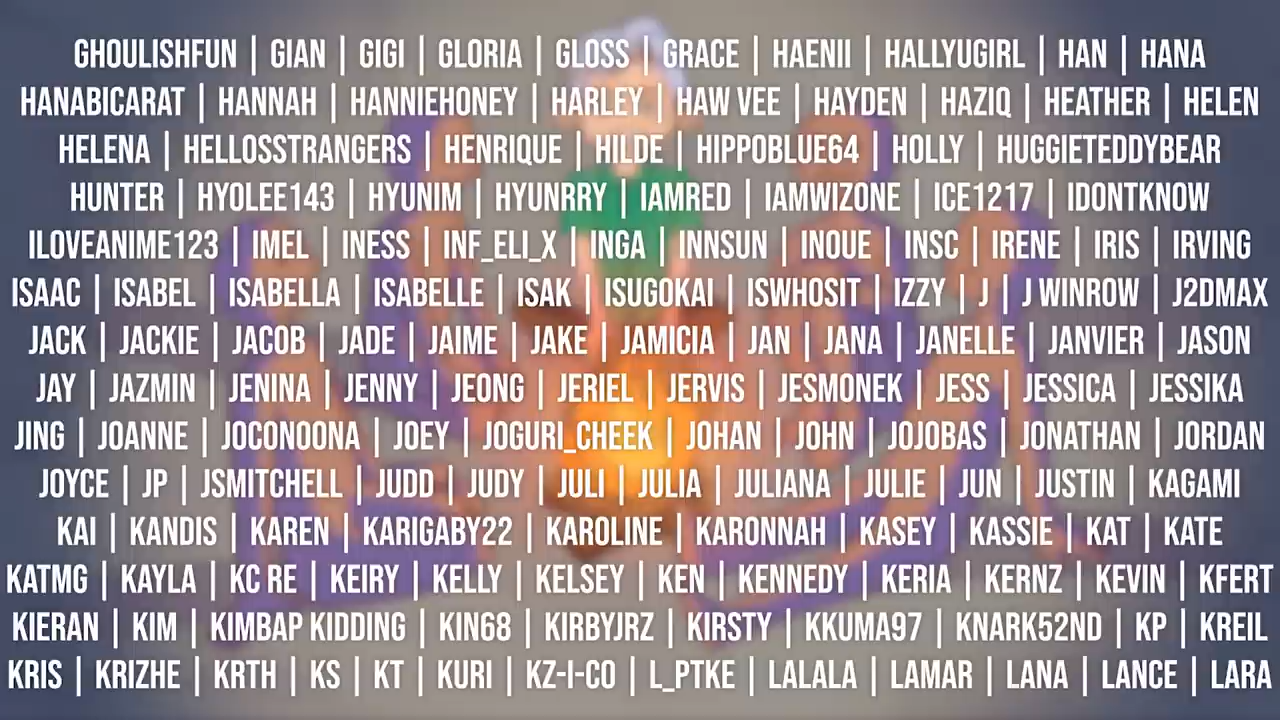 GHOULISHFUN | GIAN | GIGI | GLORIA | GLOSS | GRACE | HAENII | HALLYUGIRL | HAN | HANA
HANABICARAT | HANNAH | HANNIEHONEY | HARLEY | HAW VEE | HAYDEN | HAZIQ | HEATHER | HELEN
HELENA | HELLOSSTRANGERS | HENRIQUE | HILDE | HIPPOBLUE64 | HOLLY | HUGGIETEDDYBEAR
HUNTER | HYOLEE143 | HYUNIM | HYUNRRY | IAMRED | IAMWIZONE | ICE1217 | IDONTKNOW
ILOVEANIME123 | IMEL | INESS | INF_ELI_X | INGA | INNSUN | INOUE | INSC | IRENE | IRIS | IRVING
ISAAC | ISABEL | ISABELLA | ISABELLE | ISAK | ISUGOKAI | ISWHOSIT | IZZY | J | J WINROW | J2DMAX
JACK | JACKIE | JACOB | JADE | JAIME | JAKE | JAMICIA | JAN | JANA | JANELLE | JANVIER | JASON
JAY | JAZMIN | JENINA | JENNY | JEONG | JERIEL | JERVIS | JESMONEK | JESS | JESSICA | JESSIKA
JING | JOANNE | JOCONOONA | JOEY | JOGURI_CHEEK | JOHAN | JOHN | JOJOBAS | JONATHAN | JORDAN
JOYCE | JP | JSMITCHELL | JUDD | JUDY | JULI | JULIA | JULIANA | JULIE | JUN | JUSTIN | KAGAMI
KAI | KANDIS | KAREN | KARIGABY22 | KAROLINE | KARONNAH | KASEY | KASSIE | KAT | KATE
KATMG | KAYLA | KC RE | KEIRY | KELLY | KELSEY | KEN | KENNEDY | KERIA | KERNZ | KEVIN | KFERT
KIERAN | KIM | KIMBAP KIDDING | KIN68 | KIRBYJRZ | KIRSTY | KKUMA97 | KNARK52ND | KP | KREIL
KRIS | KRIZHE | KRTH | KS | KT | KURI | KZ-I-CO | L_PTKE | LALALA | LAMAR | LANA | LANCE | LARA